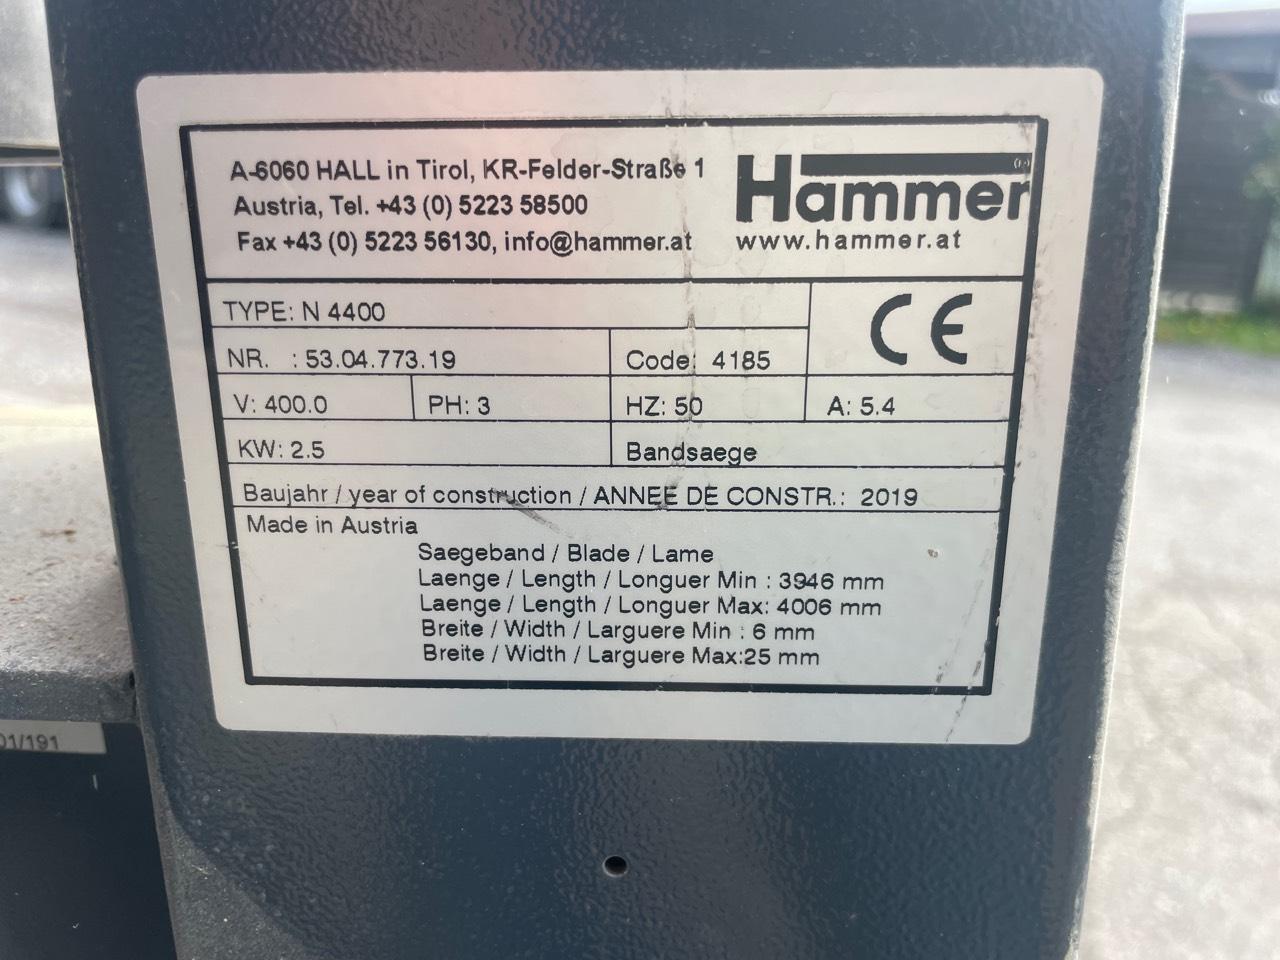 A-6060 HALL in Tirol, KR-Felder-Straße 1
Austria, Tel. +43 (0) 5223 58500
Fax +43 (0) 5223 56130, info@hammer.at
Hammer
www.hammer.at
TYPE: N 4400
CE
NR. : 53.04.773.19 Code: 4185
V: 400.0 PH: 3 HZ: 50 A: 5.4
KW: 2.5 Bandsaege
Baujahr / year of construction / ANNEE DE CONSTR.: 2019
Made in Austria
Saegeband / Blade / Lame
Laenge / Length / Longuer Min : 3946 mm
Laenge / Length / Longuer Max: 4006 mm
Breite / Width / Larguere Min : 6 mm
Breite / Width / Larguere Max:25 mm
01/191